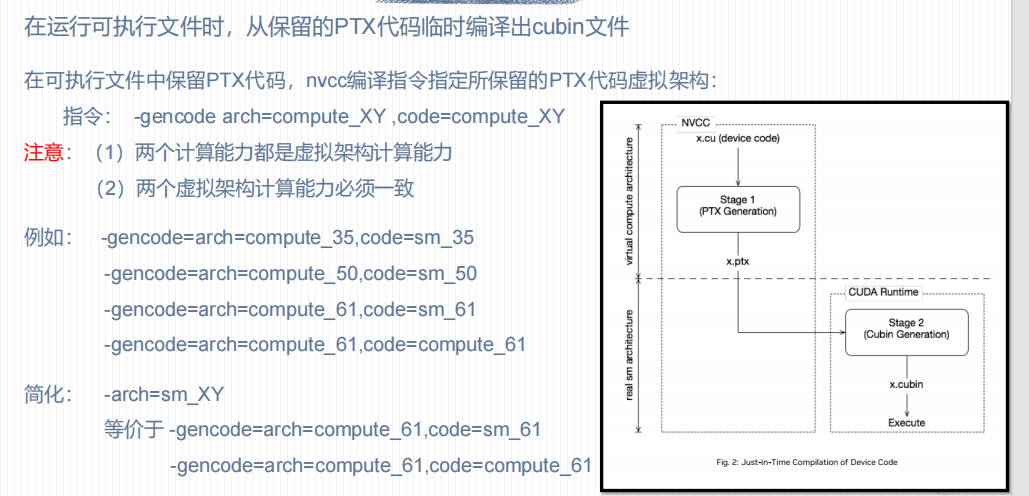 在运行可执行文件时，从保留的PTX代码临时编译出cubin文件
在可执行文件中保留PTX代码，nvcc编译指令指定所保留的PTX代码虚拟架构：
指令： -gencode arch=compute_XY ,code=compute_XY
注意：（1）两个计算能力都是虚拟架构计算能力
（2）两个虚拟架构计算能力必须一致
例如： -gencode=arch=compute_35,code=sm_35
-gencode=arch=compute_50,code=sm_50
-gencode=arch=compute_61,code=sm_61
-gencode=arch=compute_61,code=compute_61
简化： -arch=sm_XY
等价于 -gencode=arch=compute_61,code=sm_61
-gencode=arch=compute_61,code=compute_61
NVCC
x.cu (device code)
virtual compute architecture
Stage 1
(PTX Generation)
x.ptx
CUDA Runtime
real sm architecture
Stage 2
(Cubin Generation)
x.cubin
Execute
Fig. 2: Just-in-Time Compilation of Device Code